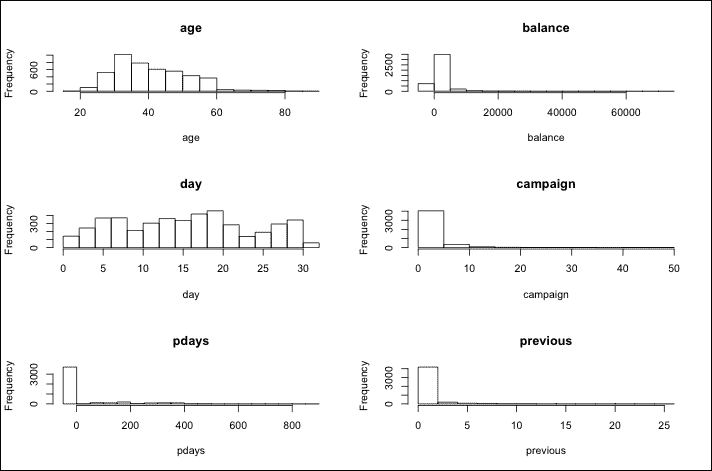 age
Frequency
0
600
20 40 60 80
age
balance
Frequency
0
2500
0 20000 40000 60000
balance
day
Frequency
0
300
0 5 10 15 20 25 30
day
campaign
Frequency
0
3000
0 10 20 30 40 50
campaign
pdays
Frequency
0
3000
0 200 400 600 800
pdays
previous
Frequency
0
3000
0 5 10 15 20 25
previous